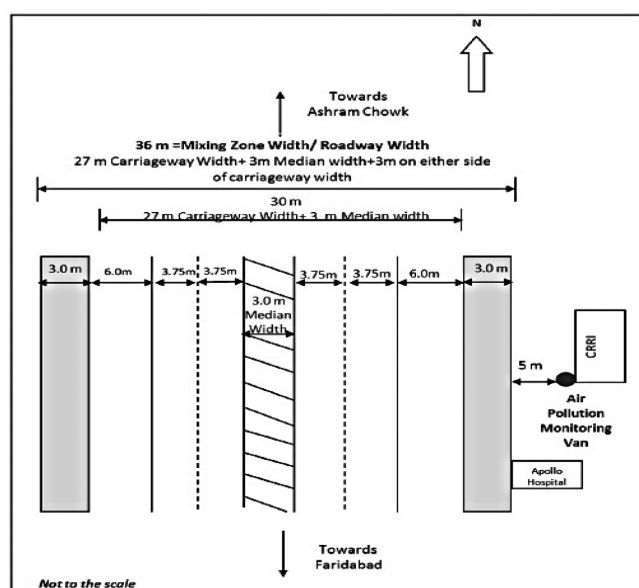 N
Towards
Ashram Chowk
36 m =Mixing Zone Width/ Roadway Width
27 m Carriageway Width+ 3m Median width+3m on either side
of carriageway width
30 m
27 m Carriageway Width+ 3 m Median width
3.0 m 6.0m 3.75m 3.75m 3.75m 3.75m 6.0m 3.0 m
3.0 m
Median
Width
CRRI
5 m
Air
Pollution
Monitoring
Van
Apollo
Hospital
Towards
Faridabad
Not to the scale